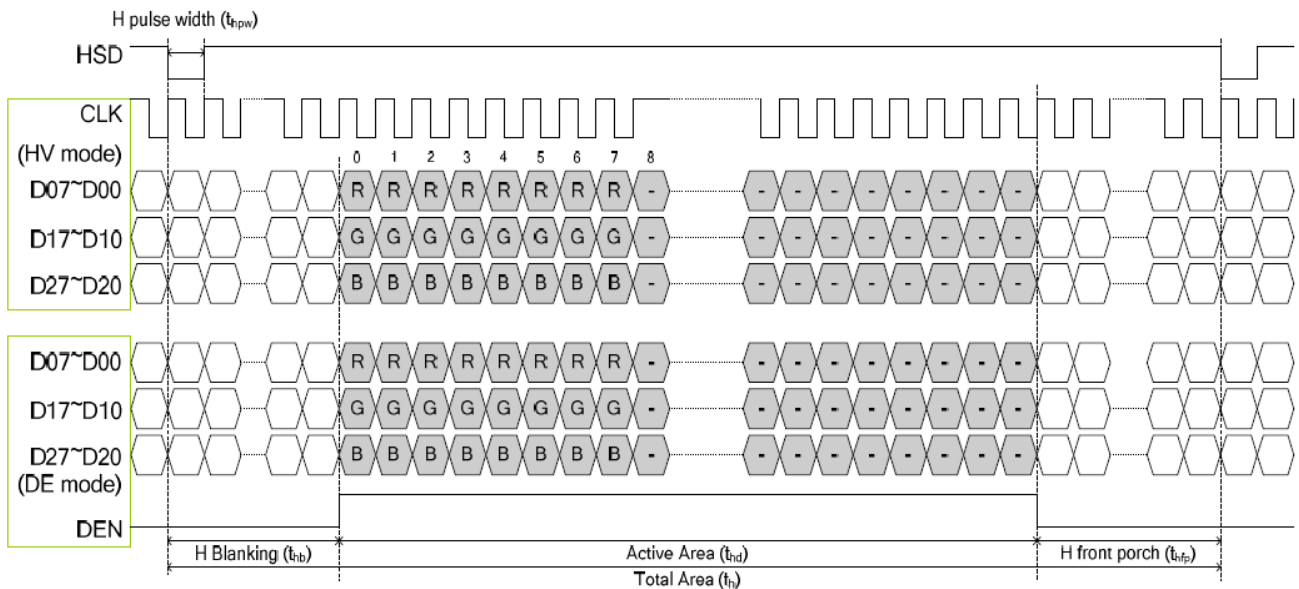 H pulse width (thpw)
HSD
CLK
(HV mode)
0 1 2 3 4 5 6 7 8
D07~D00 R R R R R R R R - - - - - - - - -
D17~D10 G G G G G G G G - - - - - - - - -
D27~D20 B B B B B B B B - - - - - - - - -
D07~D00 R R R R R R R R - - - - - - - - -
D17~D10 G G G G G G G G - - - - - - - - -
D27~D20 B B B B B B B B - - - - - - - - -
(DE mode)
DEN
H Blanking (thb) Active Area (thd) H front porch (thfp)
Total Area (th)